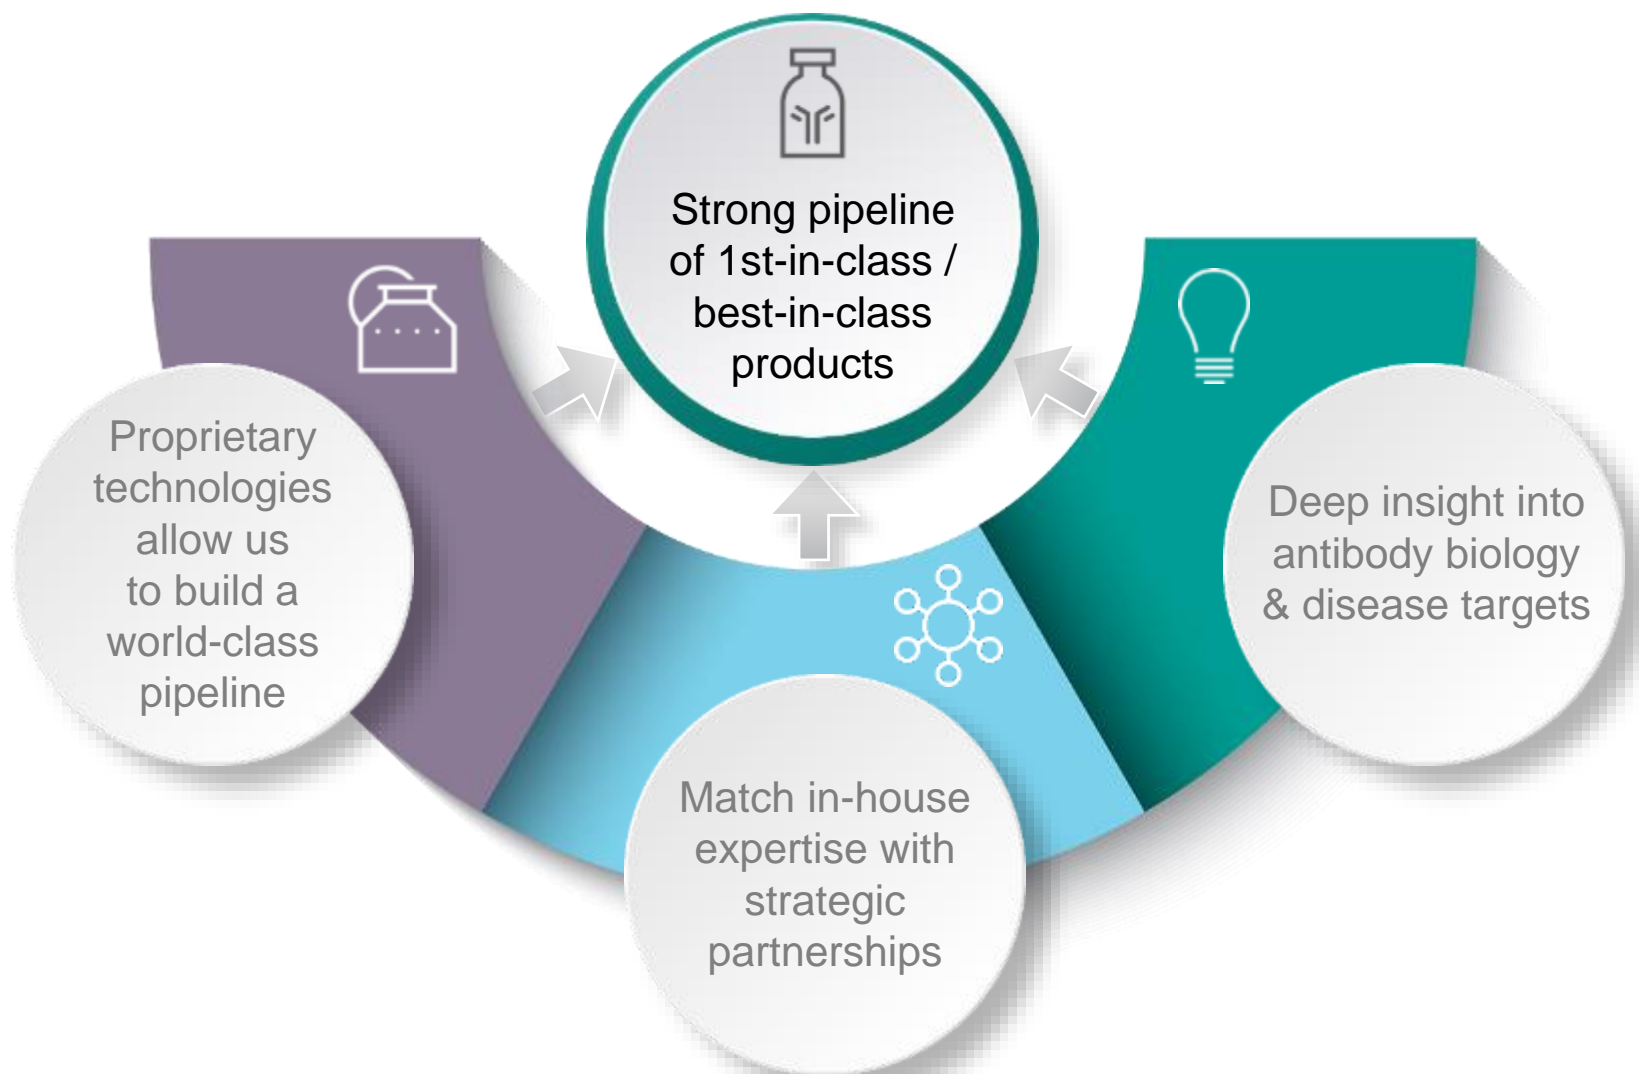 Strong pipeline
of 1st-in-class /
best-in-class
products
Proprietary
technologies
allow us
to build a
world-class
pipeline
Match in-house
expertise with
strategic
partnerships
Deep insight into
antibody biology
& disease targets